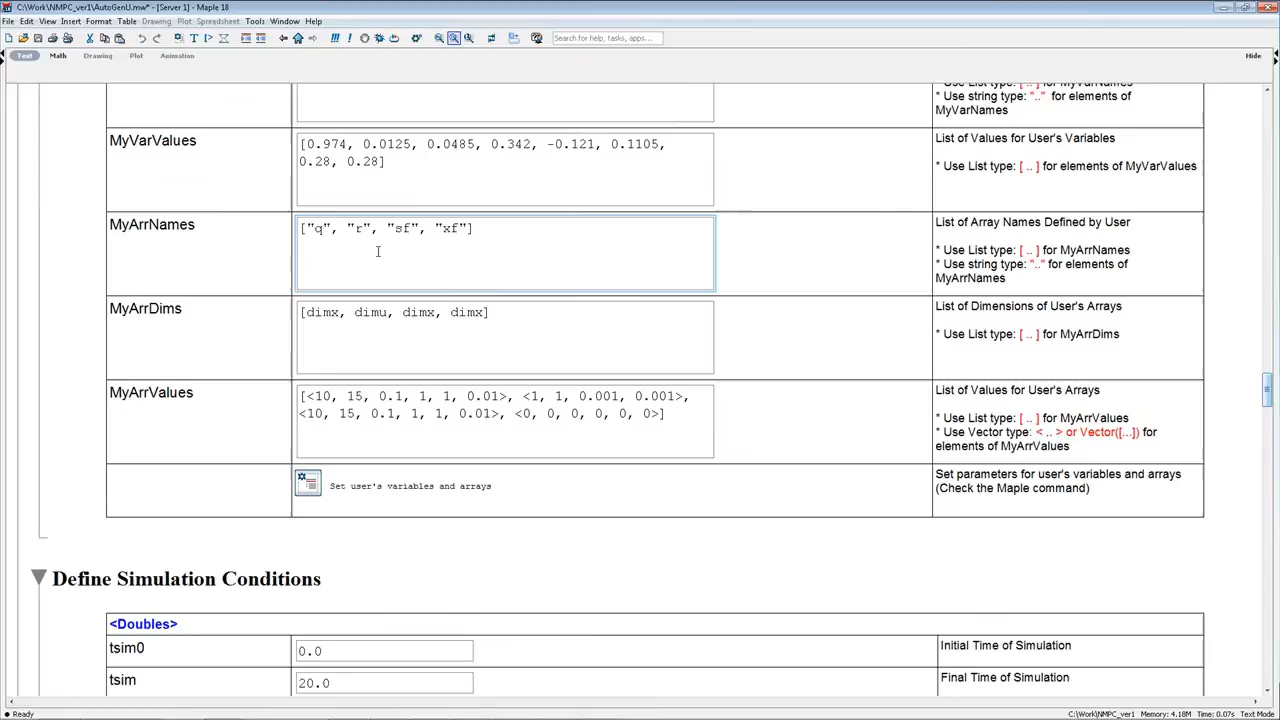 C:\Work\NMPC_ver1\AutoGenU.mw* - [Server 1] - Maple 18
File Edit View Insert Format Table Drawing Plot Spreadsheet Tools Window Help
Search for help, tasks, apps...
Text Math Drawing Plot Animation Hide
* Use List type: [ .. ] for MyVarNames
* Use string type: ".." for elements of
MyVarNames
MyVarValues
[0.974, 0.0125, 0.0485, 0.342, -0.121, 0.1105,
0.28, 0.28]
List of Values for User's Variables
* Use List type: [ .. ] for elements of MyVarValues
MyArrNames
["q", "r", "sf", "xf"]
List of Array Names Defined by User
* Use List type: [ .. ] for MyArrNames
* Use string type: ".." for elements of
MyArrNames
MyArrDims
[dimx, dimu, dimx, dimx]
List of Dimensions of User's Arrays
* Use List type: [ .. ] for MyArrDims
MyArrValues
[<10, 15, 0.1, 1, 1, 0.01>, <1, 1, 0.001, 0.001>,
<10, 15, 0.1, 1, 1, 0.01>, <0, 0, 0, 0, 0, 0>]
List of Values for User's Arrays
* Use List type: [ .. ] for MyArrValues
* Use Vector type: < .. > or Vector([...]) for
elements of MyArrValues
Set user's variables and arrays
Set parameters for user's variables and arrays
(Check the Maple command)
Define Simulation Conditions
<Doubles>
tsim0
0.0
Initial Time of Simulation
tsim
20.0
Final Time of Simulation
Ready
C:\Work\NMPC_ver1 Memory: 4.18M Time: 0.07s Text Mode